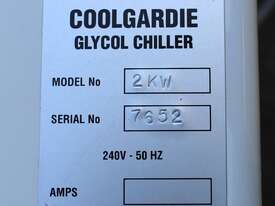 COOLGARDIE
GLYCOL CHILLER
MODEL No 2KW
SERIAL No 7652
240V - 50 HZ
AMPS